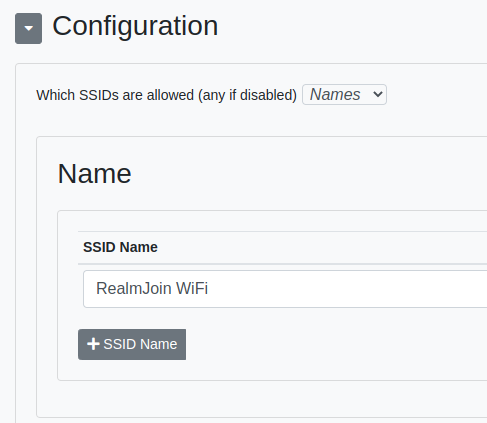 Configuration
Which SSIDs are allowed (any if disabled) Names
Name
SSID Name
RealmJoin WiFi
+ SSID Name